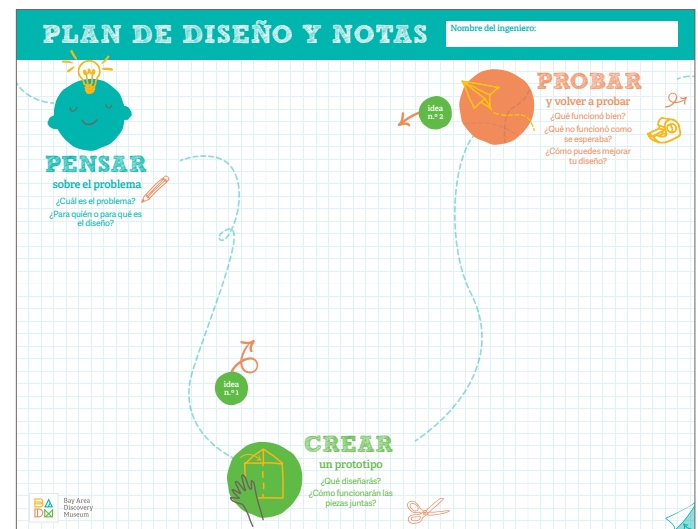 PLAN DE DISEÑO Y NOTAS
Nombre del ingeniero:
PENSAR
sobre el problema
¿Cuál es el problema?
¿Para quién o para qué es
el diseño?
idea
n.º 1
CREAR
un prototipo
¿Qué diseñarás?
¿Cómo funcionarán las
piezas juntas?
idea
n.º 2
PROBAR
y volver a probar
¿Qué funcionó bien?
¿Qué no funcionó como
se esperaba?
¿Cómo puedes mejorar
tu diseño?
BADM
Bay Area
Discovery
Museum